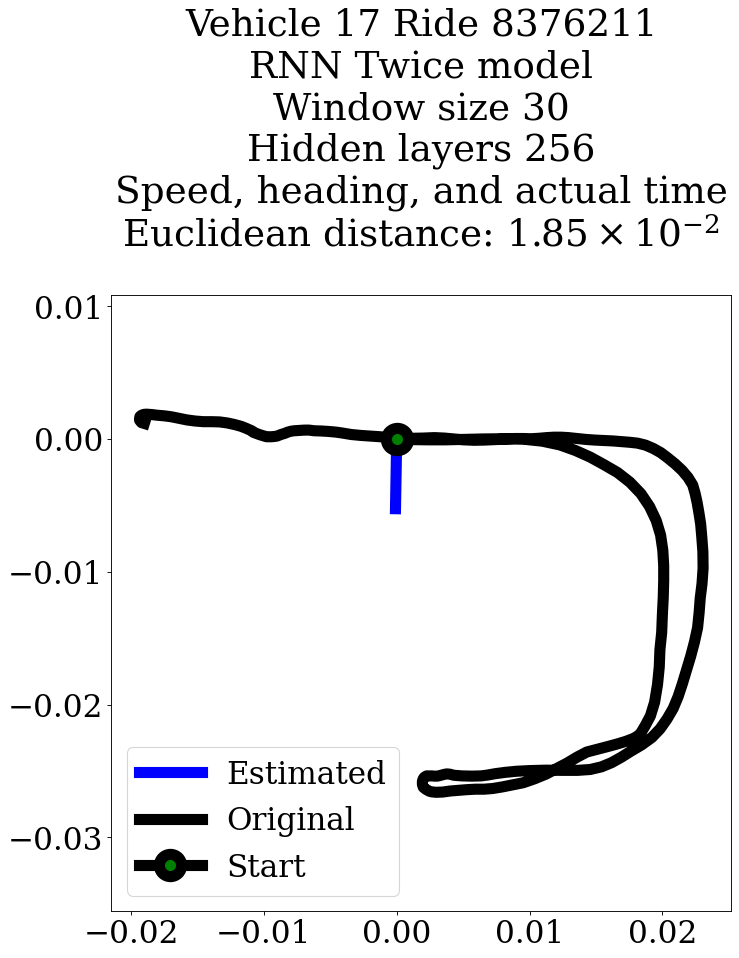 Vehicle 17 Ride 8376211
RNN Twice model
Window size 30
Hidden layers 256
Speed, heading, and actual time
Euclidean distance: 1.85 × 10⁻²
0.01
0.00
−0.01
−0.02
−0.03
Estimated
Original
Start
−0.02 −0.01 0.00 0.01 0.02